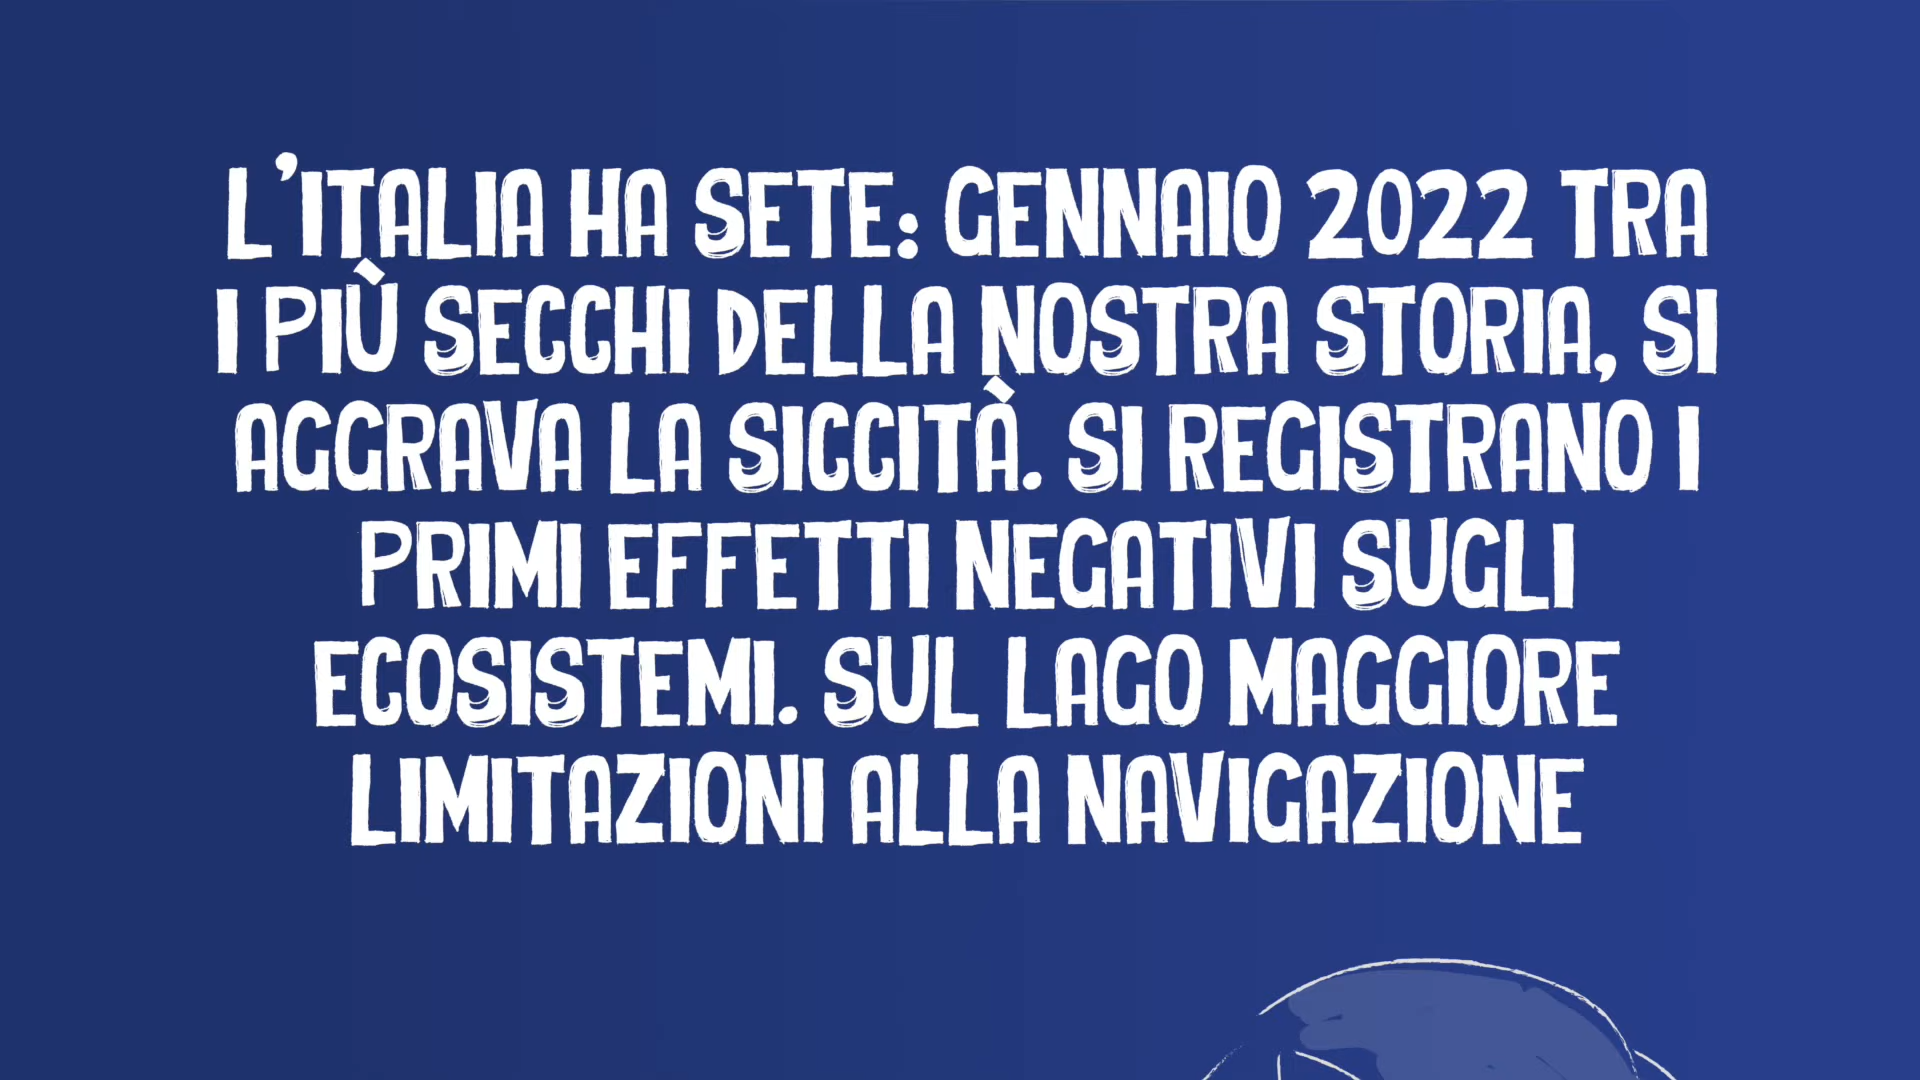 L'ITALIA HA SETE: GENNAIO 2022 TRA
I PIÙ SECCHI DELLA NOSTRA STORIA, SI
AGGRAVA LA SICCITÀ. SI REGISTRANO I
PRIMI EFFETTI NEGATIVI SUGLI
ECOSISTEMI. SUL LAGO MAGGIORE
LIMITAZIONI ALLA NAVIGAZIONE